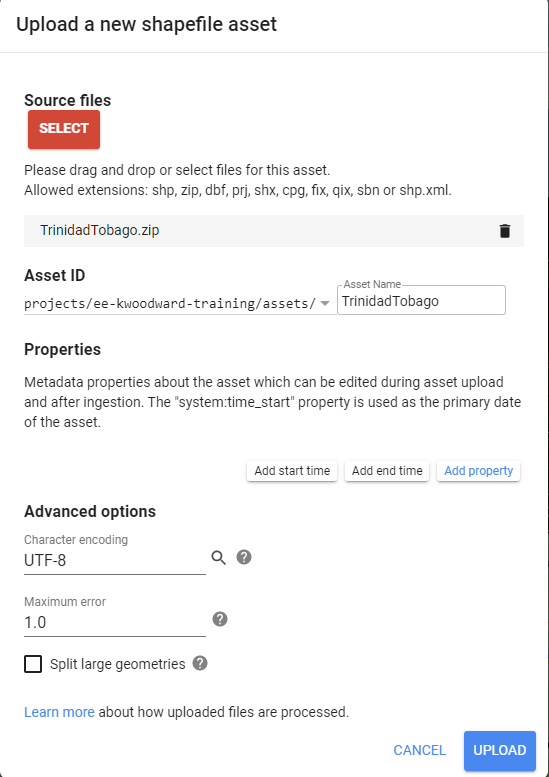 Upload a new shapefile asset
Source files
SELECT
Please drag and drop or select files for this asset.
Allowed extensions: shp, zip, dbf, prj, shx, cpg, fix, qix, sbn or shp.xml.
TrinidadTobago.zip
Asset ID
Asset Name
projects/ee-kwoodward-training/assets/ TrinidadTobago
Properties
Metadata properties about the asset which can be edited during asset upload
and after ingestion. The "system:time_start" property is used as the primary date
of the asset.
Add start time Add end time Add property
Advanced options
Character encoding
UTF-8
Maximum error
1.0
Split large geometries
Learn more about how uploaded files are processed.
CANCEL UPLOAD